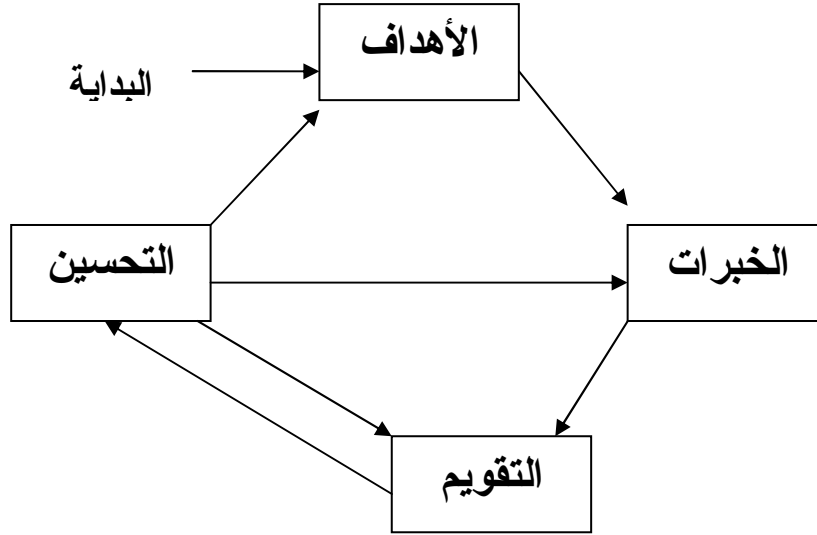 الأهداف
البداية
الخبرات
التحسين
التقويم